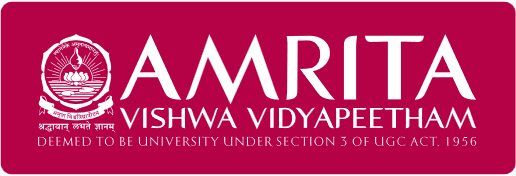 AMRITA
VISHWA VIDYAPEETHAM
श्रद्धावान् लभते ज्ञानम्
DEEMED TO BE UNIVERSITY UNDER SECTION 3 OF UGC ACT, 1956